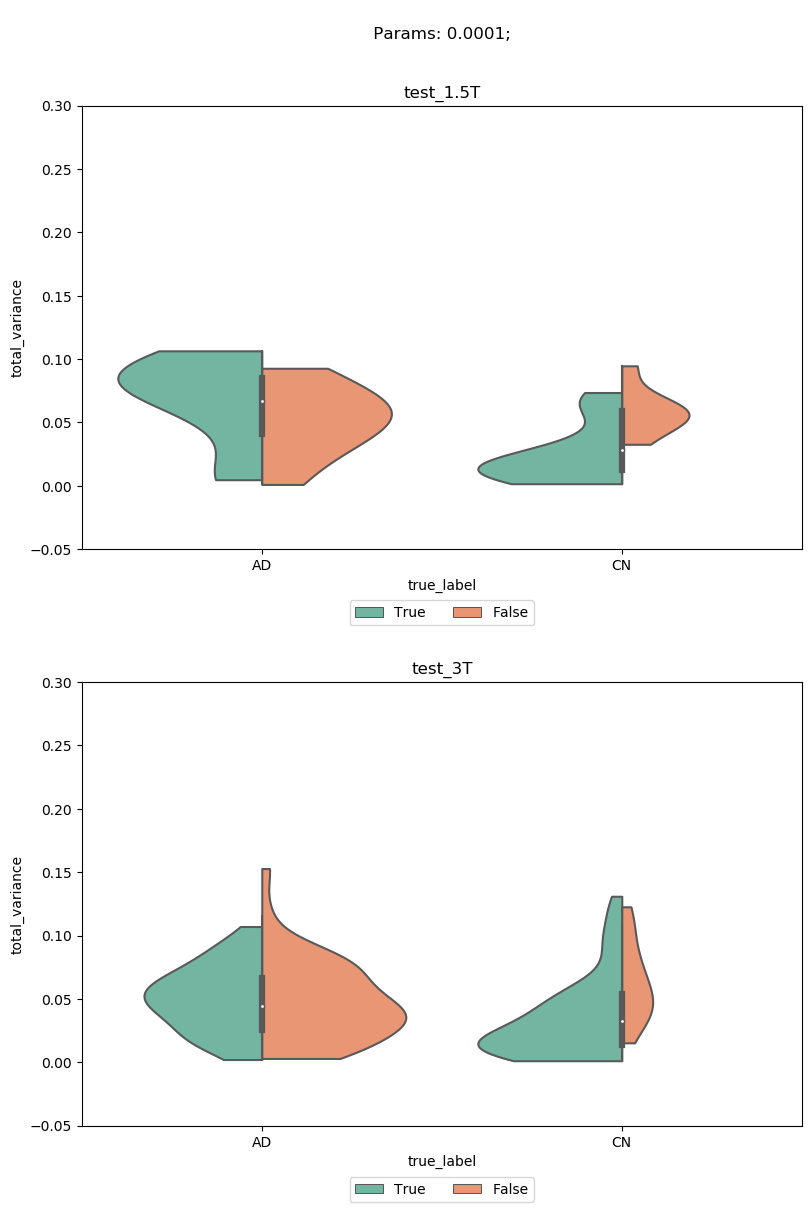 Params: 0.0001;
test_1.5T
0.30
0.25
0.20
0.15
0.10
0.05
0.00
−0.05
total_variance
AD CN
true_label
True False
test_3T
0.30
0.25
0.20
0.15
0.10
0.05
0.00
−0.05
total_variance
AD CN
true_label
True False